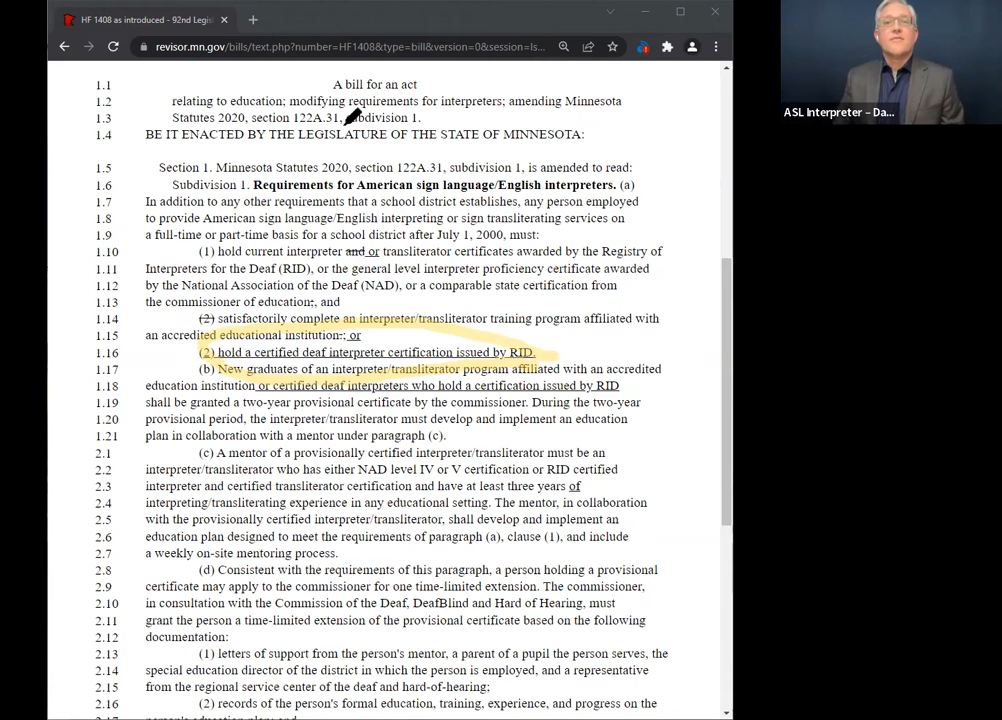 HF 1408 as introduced - 92nd Legi
revisor.mn.gov/bills/text.php?number=HF1408&type=bill&version=0&session=ls...
1.1 A bill for an act
1.2 relating to education; modifying requirements for interpreters; amending Minnesota
1.3 Statutes 2020, section 122A.31, subdivision 1.
1.4 BE IT ENACTED BY THE LEGISLATURE OF THE STATE OF MINNESOTA:
1.5 Section 1. Minnesota Statutes 2020, section 122A.31, subdivision 1, is amended to read:
1.6 Subdivision 1. Requirements for American sign language/English interpreters. (a)
1.7 In addition to any other requirements that a school district establishes, any person employed
1.8 to provide American sign language/English interpreting or sign transliterating services on
1.9 a full-time or part-time basis for a school district after July 1, 2000, must:
1.10 (1) hold current interpreter and or transliterator certificates awarded by the Registry of
1.11 Interpreters for the Deaf (RID), or the general level interpreter proficiency certificate awarded
1.12 by the National Association of the Deaf (NAD), or a comparable state certification from
1.13 the commissioner of education;, and
1.14 (2) satisfactorily complete an interpreter/transliterator training program affiliated with
1.15 an accredited educational institution.; or
1.16 (2) hold a certified deaf interpreter certification issued by RID.
1.17 (b) New graduates of an interpreter/transliterator program affiliated with an accredited
1.18 education institution or certified deaf interpreters who hold a certification issued by RID
1.19 shall be granted a two-year provisional certificate by the commissioner. During the two-year
1.20 provisional period, the interpreter/transliterator must develop and implement an education
1.21 plan in collaboration with a mentor under paragraph (c).
2.1 (c) A mentor of a provisionally certified interpreter/transliterator must be an
2.2 interpreter/transliterator who has either NAD level IV or V certification or RID certified
2.3 interpreter and certified transliterator certification and have at least three years of
2.4 interpreting/transliterating experience in any educational setting. The mentor, in collaboration
2.5 with the provisionally certified interpreter/transliterator, shall develop and implement an
2.6 education plan designed to meet the requirements of paragraph (a), clause (1), and include
2.7 a weekly on-site mentoring process.
2.8 (d) Consistent with the requirements of this paragraph, a person holding a provisional
2.9 certificate may apply to the commissioner for one time-limited extension. The commissioner,
2.10 in consultation with the Commission of the Deaf, DeafBlind and Hard of Hearing, must
2.11 grant the person a time-limited extension of the provisional certificate based on the following
2.12 documentation:
2.13 (1) letters of support from the person's mentor, a parent of a pupil the person serves, the
2.14 special education director of the district in which the person is employed, and a representative
2.15 from the regional service center of the deaf and hard-of-hearing;
2.16 (2) records of the person's formal education, training, experience, and progress on the
ASL Interpreter - Da...